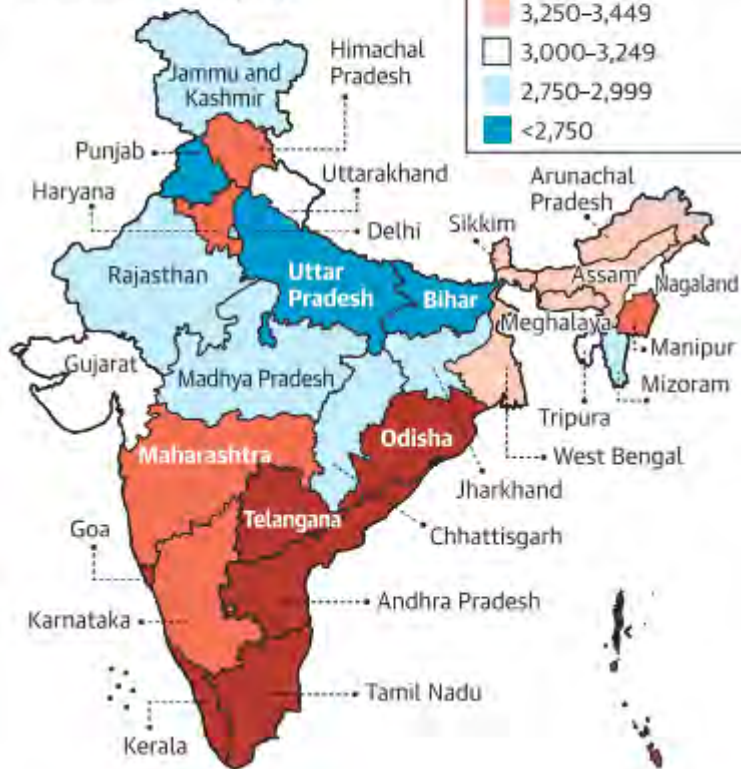 3,250–3,449
3,000–3,249
2,750–2,999
<2,750
Himachal
Pradesh
Jammu and
Kashmir
Punjab
Uttarakhand
Haryana
Delhi
Arunachal
Pradesh
Sikkim
Rajasthan
Uttar
Pradesh
Bihar
Assam
Nagaland
Meghalaya
Gujarat
Madhya Pradesh
Manipur
Mizoram
Tripura
West Bengal
Maharashtra
Odisha
Jharkhand
Telangana
Chhattisgarh
Goa
Andhra Pradesh
Karnataka
Tamil Nadu
Kerala